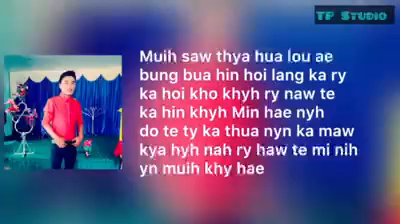 TP Studio
Muih saw thya hua lou ae
bung bua hin hoi lang ka ry
ka hoi kho khyh ry naw te
ka hin khyh Min hae nyh
do te ty ka thua nyn ka maw
kya hyh nah ry haw te mi nih
yn muih khy hae